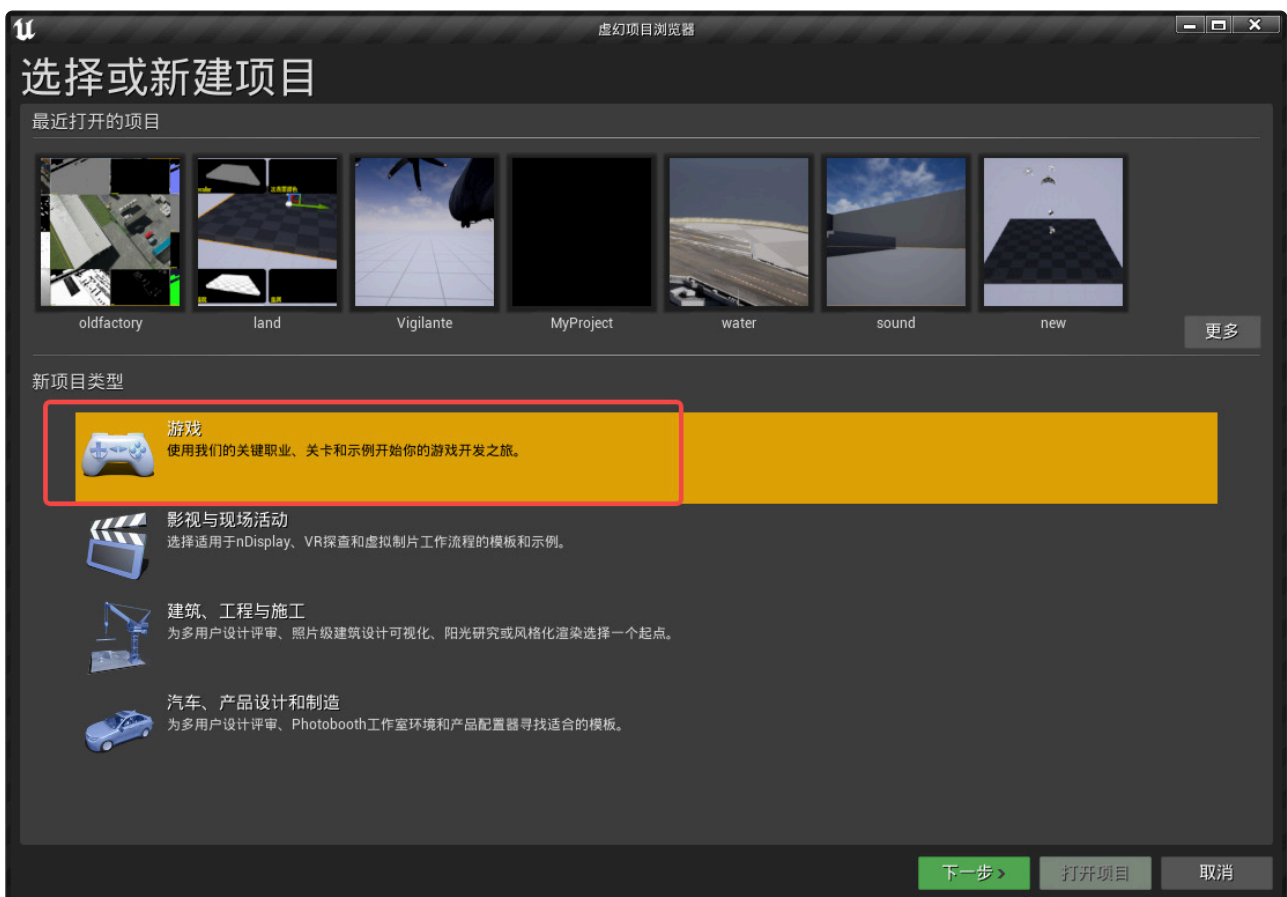 虚幻项目浏览器
选择或新建项目
最近打开的项目
oldfactory
land
Vigilante
MyProject
water
sound
new
更多
新项目类型
游戏
使用我们的关键职业、关卡和示例开始你的游戏开发之旅。
影视与现场活动
选择适用于nDisplay、VR探查和虚拟制片工作流程的模板和示例。
建筑、工程与施工
为多用户设计评审、照片级建筑设计可视化、阳光研究或风格化渲染选择一个起点。
汽车、产品设计和制造
为多用户设计评审、Photobooth工作室环境和产品配置器寻找适合的模板。
下一步 >
打开项目
取消